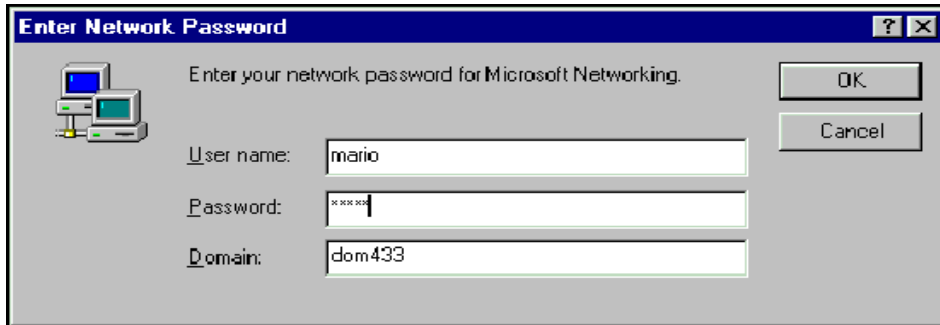 Enter Network Password
Enter your network password for Microsoft Networking.
OK
Cancel
User name: mario
Password: *****
Domain: dom433